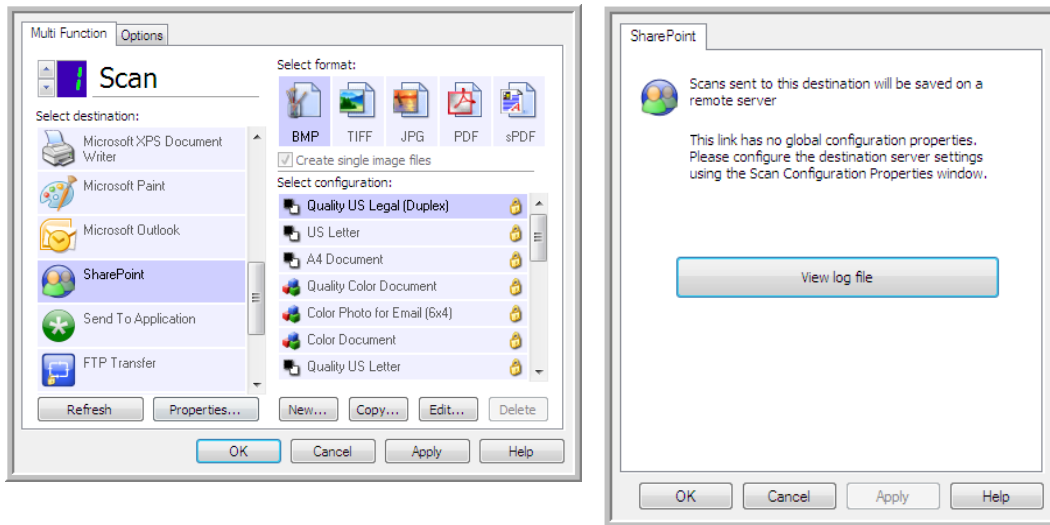 Multi Function
Options
1
Scan
Select destination:
Microsoft XPS Document
Writer
Microsoft Paint
Microsoft Outlook
SharePoint
Send To Application
FTP Transfer
Refresh
Properties...
Select format:
BMP
TIFF
JPG
PDF
sPDF
Create single image files
Select configuration:
Quality US Legal (Duplex)
US Letter
A4 Document
Quality Color Document
Color Photo for Email (6x4)
Color Document
Quality US Letter
New...
Copy...
Edit...
Delete
OK
Cancel
Apply
Help
SharePoint
Scans sent to this destination will be saved on a
remote server
This link has no global configuration properties.
Please configure the destination server settings
using the Scan Configuration Properties window.
View log file
OK
Cancel
Apply
Help